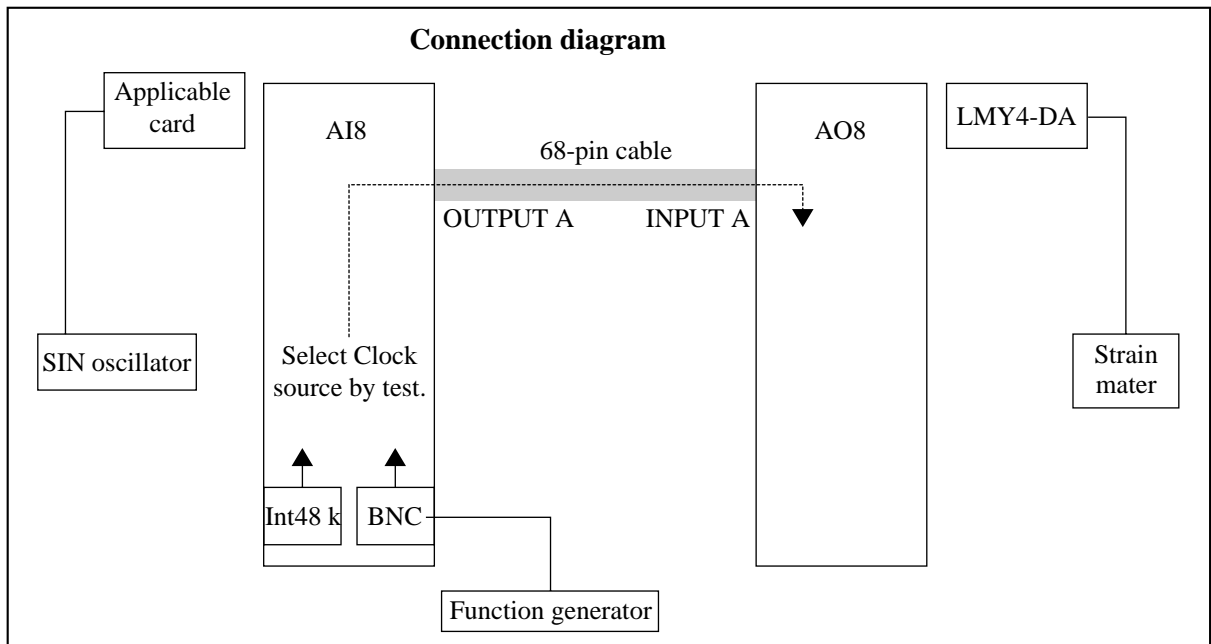 Connection diagram
Applicable
card
AI8
68-pin cable
AO8
LMY4-DA
OUTPUT A
INPUT A
SIN oscillator
Select Clock
source by test.
Strain
mater
Int48 k
BNC
Function generator